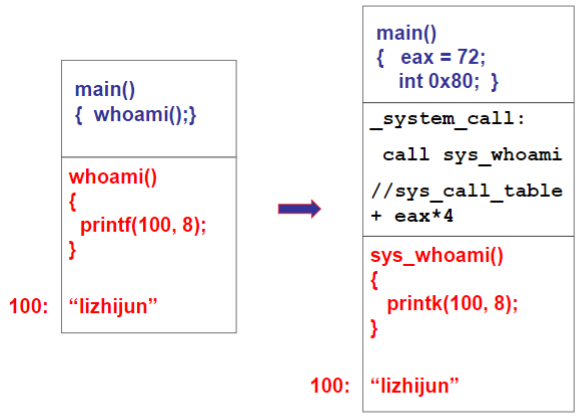 main()
{ whoami();}
whoami()
{
printf(100, 8);
}
100: “lizhijun”
main()
{ eax = 72;
int 0x80; }
_system_call:
call sys_whoami
//sys_call_table
+ eax*4
sys_whoami()
{
printk(100, 8);
}
100: “lizhijun”